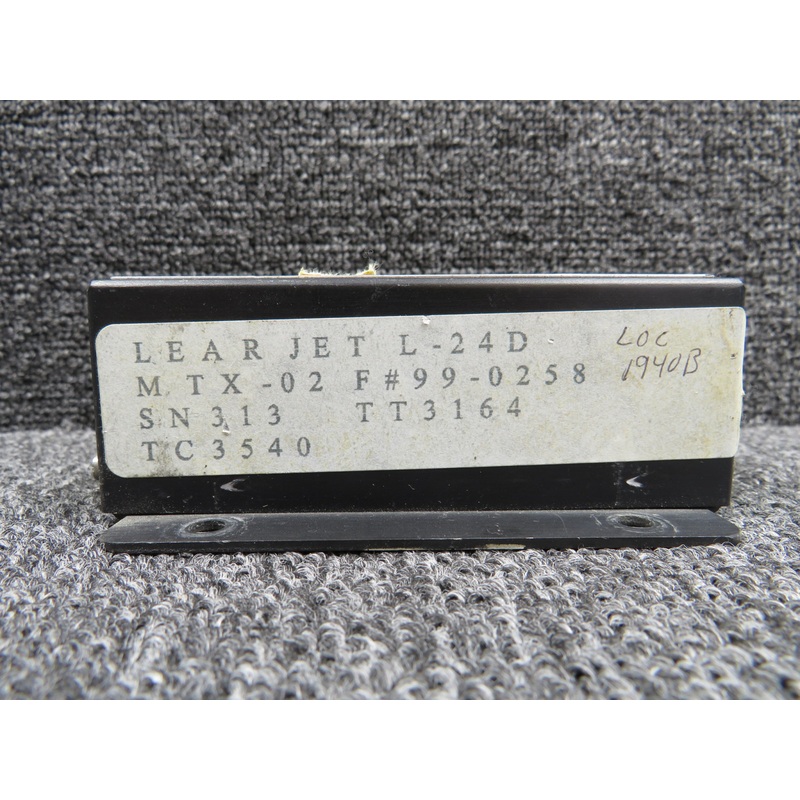 LEAR JET L-24D
MTX-02 F#99-0258
SN313 TT3164
TC3540
LOC
1940B